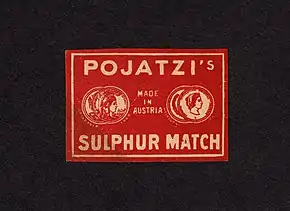 POJATZI's
MADE
IN
AUSTRIA
SULPHUR MATCH